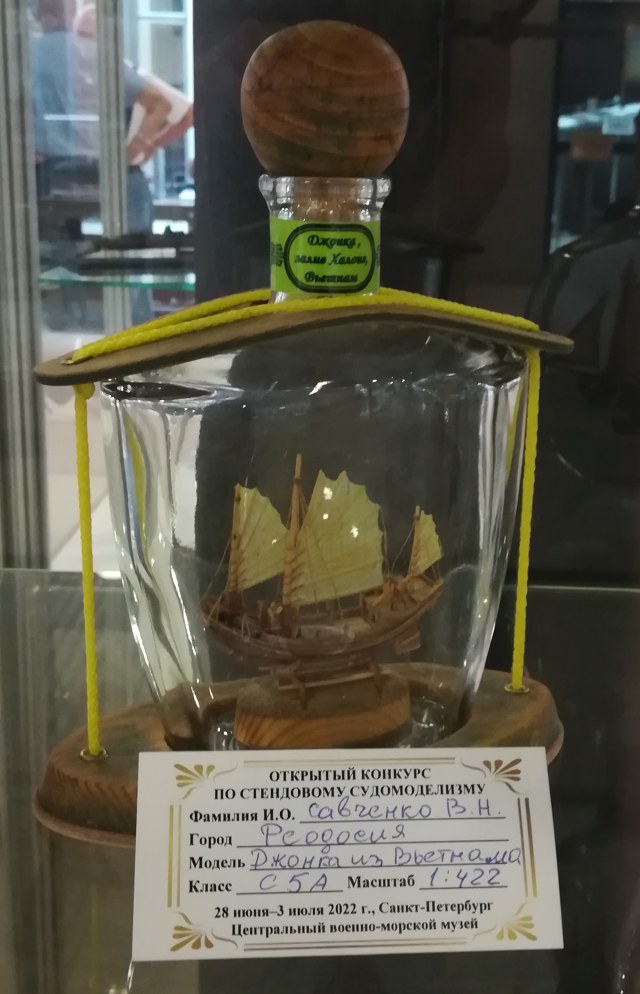 Джонка,
залив Халонг,
Вьетнам
ОТКРЫТЫЙ КОНКУРС
ПО СТЕНДОВОМУ СУДОМОДЕЛИЗМУ
Фамилия И.О. Савченко В.Н.
Город Феодосия
Модель Джонка из Вьетнама
Класс С5А Масштаб 1:422
28 июня–3 июля 2022 г., Санкт-Петербург
Центральный военно-морской музей